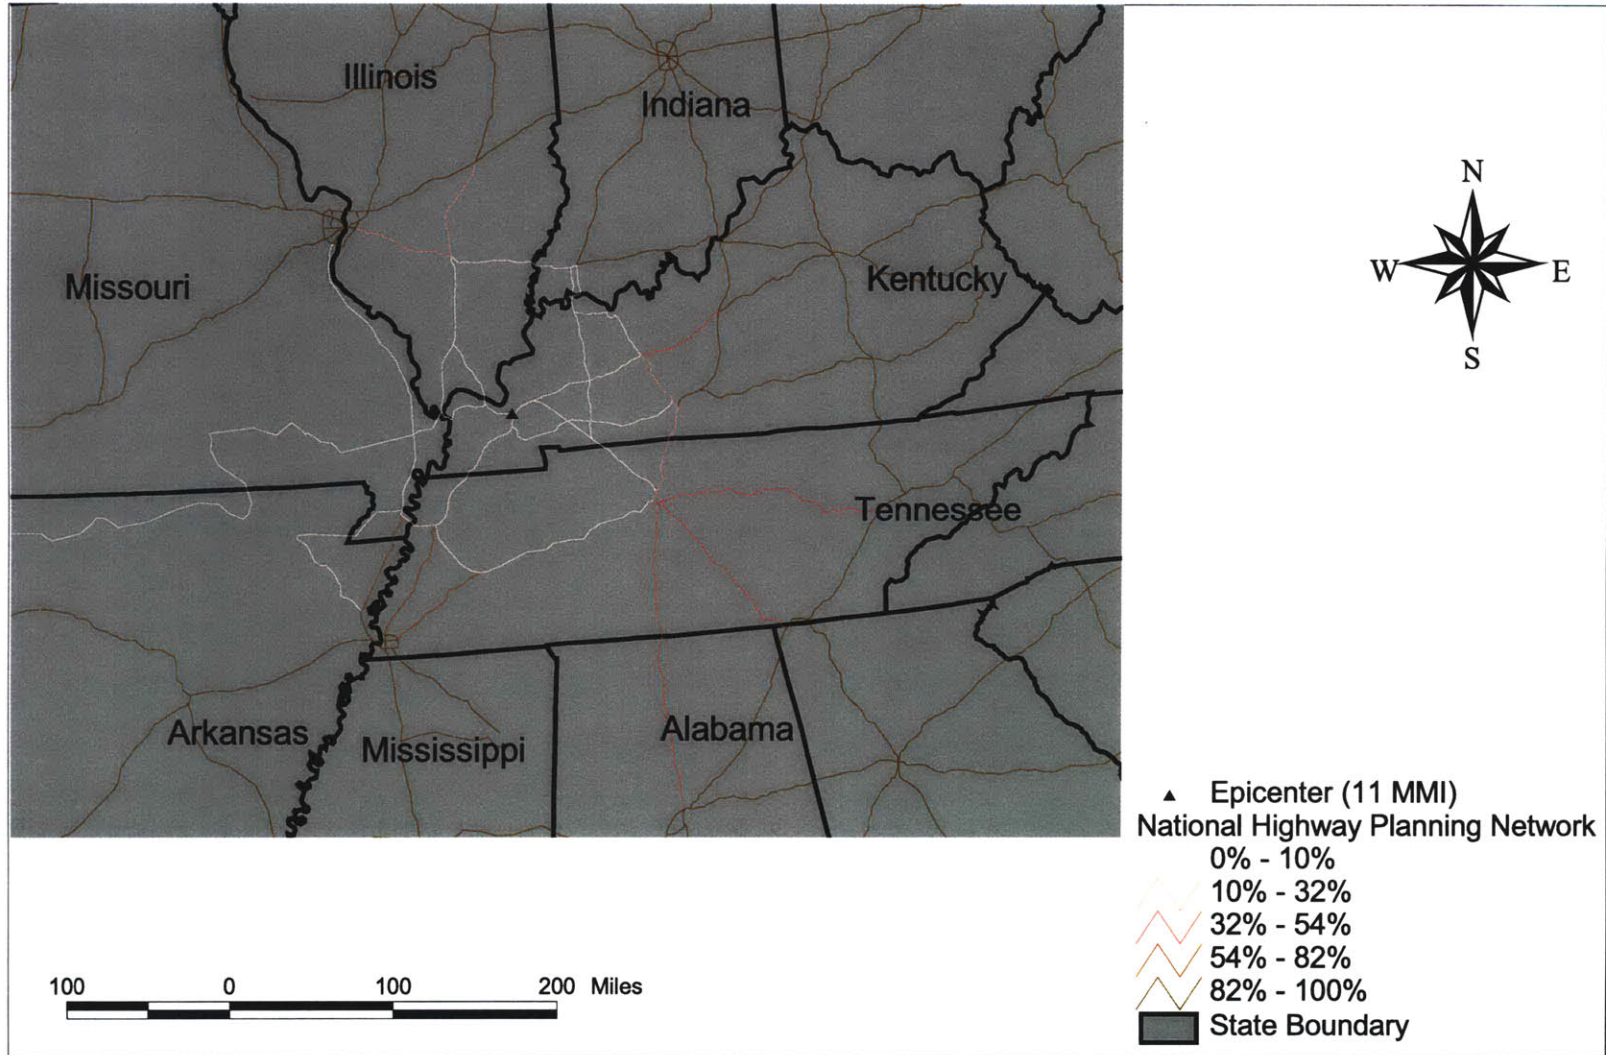 Illinois
Indiana
Missouri
Kentucky
Tennessee
Arkansas
Mississippi
Alabama
N
W
E
S
Epicenter (11 MMI)
National Highway Planning Network
0% - 10%
10% - 32%
32% - 54%
54% - 82%
82% - 100%
State Boundary
100 0 100 200 Miles